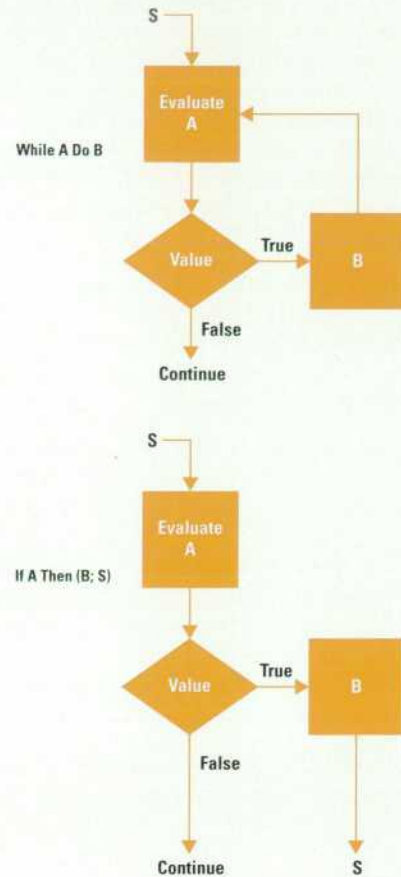 S
Evaluate
A
While A Do B
Value
True
B
False
Continue
S
Evaluate
A
If A Then (B; S)
Value
True
B
False
Continue
S